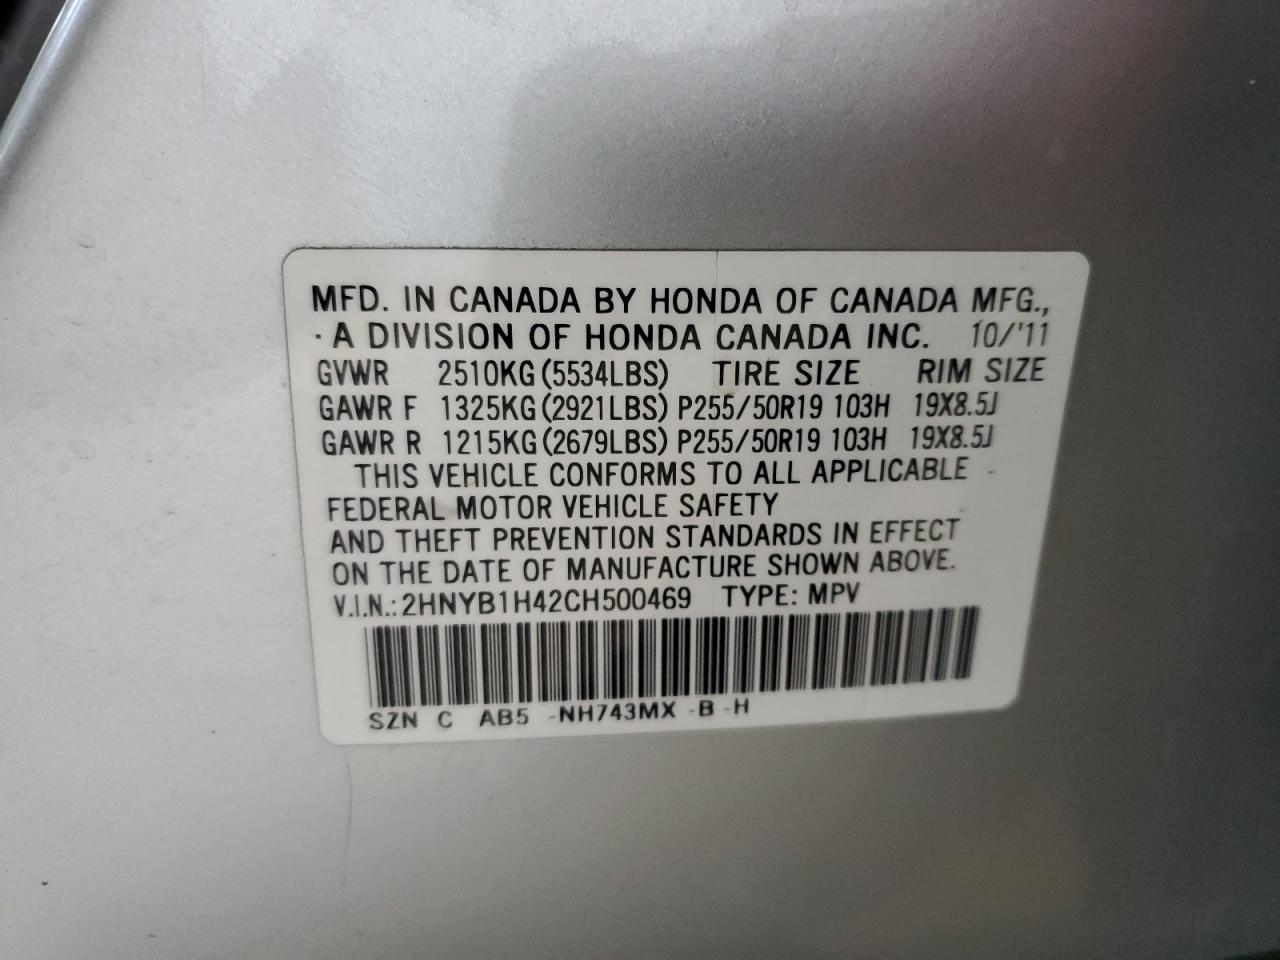 MFD. IN CANADA BY HONDA OF CANADA MFG.,
· A DIVISION OF HONDA CANADA INC. 10/'11
GVWR 2510KG (5534LBS) TIRE SIZE RIM SIZE
GAWR F 1325KG (2921LBS) P255/50R19 103H 19X8.5J
GAWR R 1215KG (2679LBS) P255/50R19 103H 19X8.5J
THIS VEHICLE CONFORMS TO ALL APPLICABLE
FEDERAL MOTOR VEHICLE SAFETY
AND THEFT PREVENTION STANDARDS IN EFFECT
ON THE DATE OF MANUFACTURE SHOWN ABOVE.
V.I.N.: 2HNYB1H42CH500469 TYPE: MPV
SZN C AB5 -NH743MX -B -H